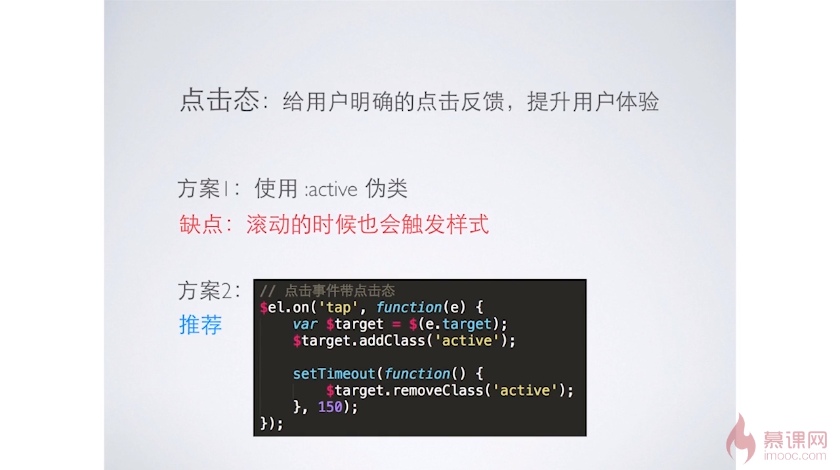 点击态：给用户明确的点击反馈，提升用户体验
方案1：使用 :active 伪类
缺点：滚动的时候也会触发样式
方案2：
推荐
// 点击事件带点击态
$el.on('tap', function(e) {
    var $target = $(e.target);
    $target.addClass('active');
    setTimeout(function() {
        $target.removeClass('active');
    }, 150);
});
慕课网
imooc.com